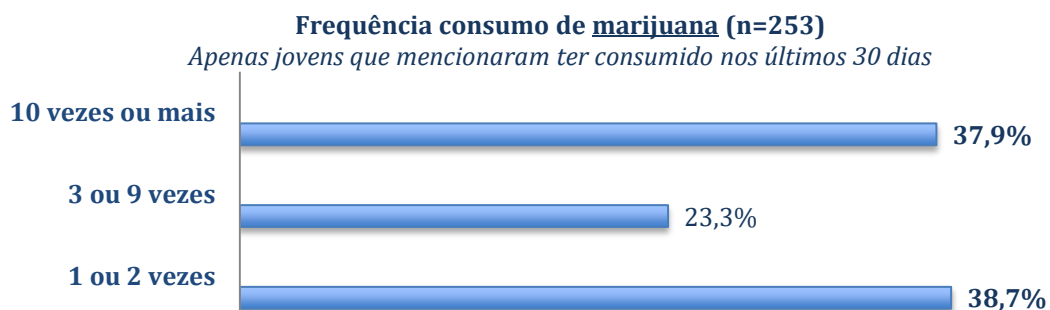 Frequência consumo de marijuana (n=253)
Apenas jovens que mencionaram ter consumido nos últimos 30 dias
10 vezes ou mais
37,9%
3 ou 9 vezes
23,3%
1 ou 2 vezes
38,7%